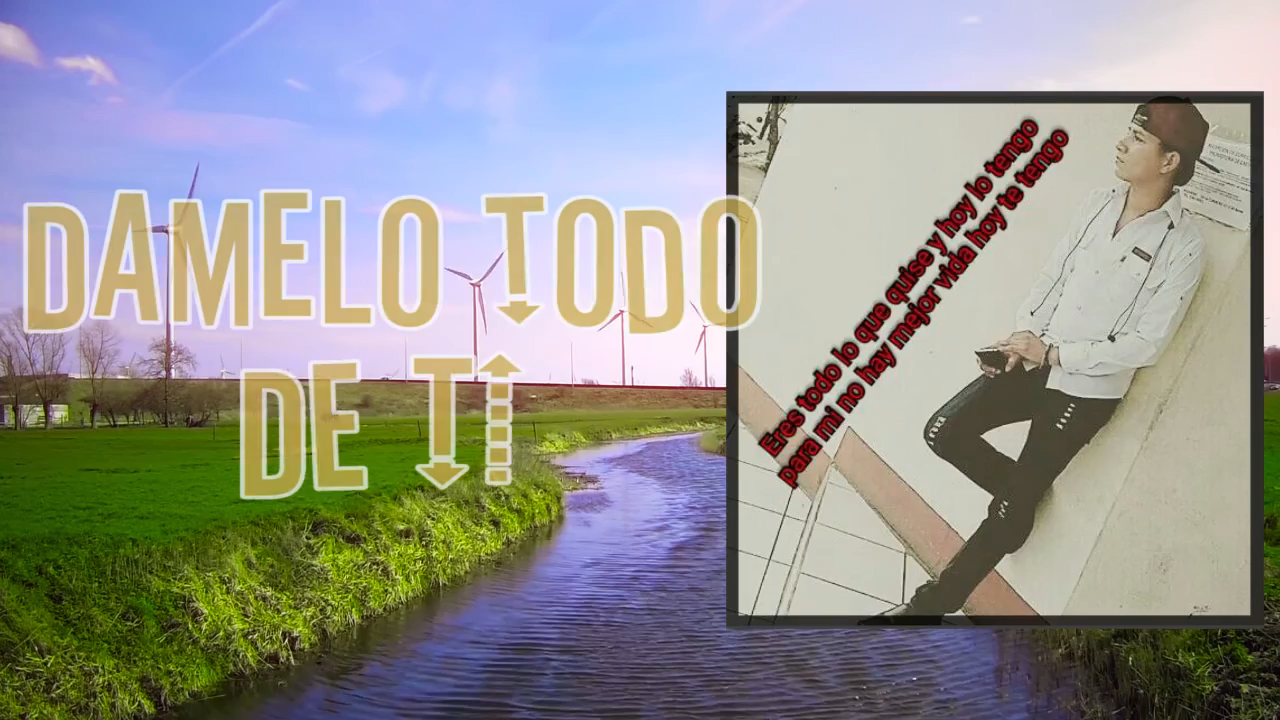 DAMELO TODO
DE TI
Eres todo lo que quise y hoy lo tengo
para mi no hay mejor vida hoy te tengo